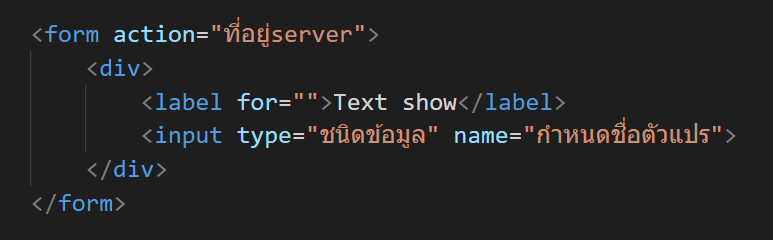 <form action="ที่อยู่server">
<div>
<label for="">Text show</label>
<input type="ชนิดข้อมูล" name="กำหนดชื่อตัวแปร">
</div>
</form>